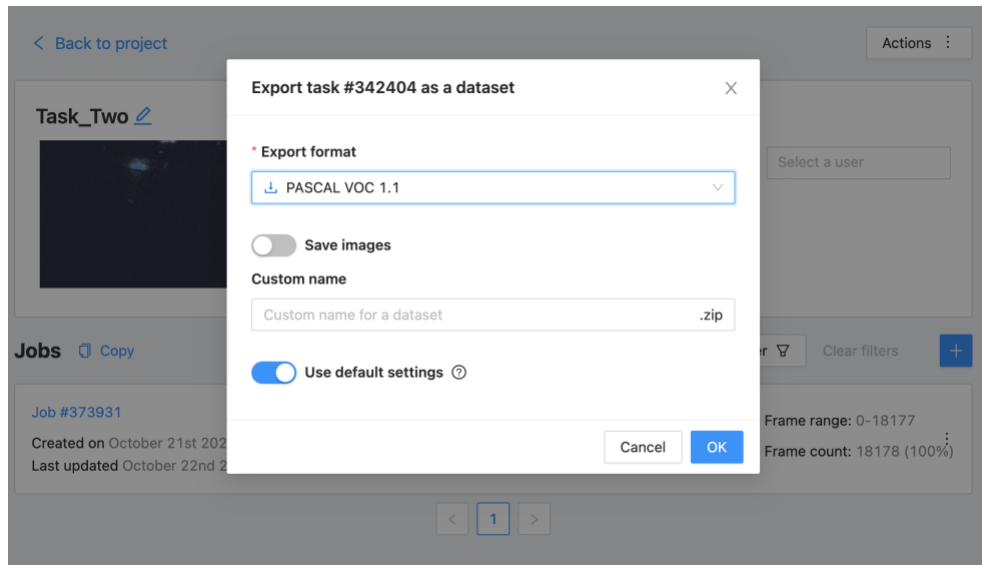 Back to project
Actions
Export task #342404 as a dataset
Task_Two
* Export format
Select a user
PASCAL VOC 1.1
Save images
Custom name
Custom name for a dataset
.zip
Jobs
Copy
Clear filters
Use default settings
Job #373931
Frame range: 0-18177
Created on October 21st 202
Frame count: 18178 (100%)
Last updated October 22nd 2
Cancel
OK
< 1 >